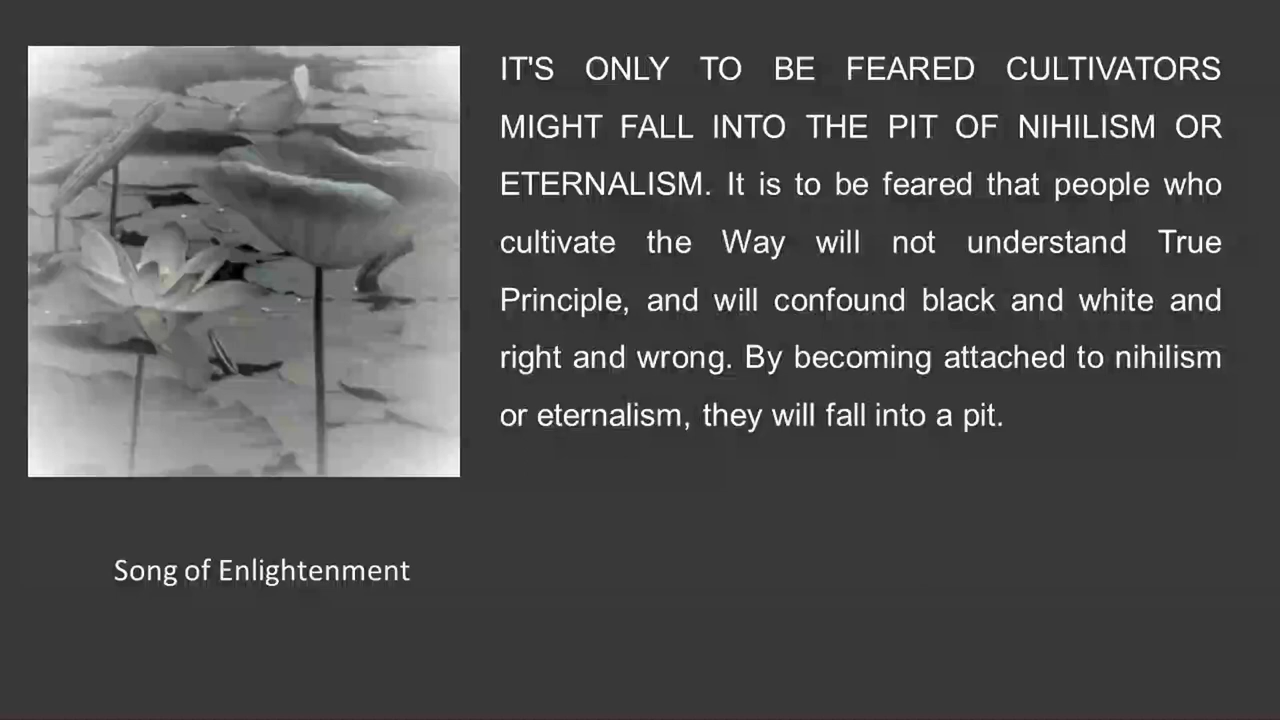 IT'S ONLY TO BE FEARED CULTIVATORS
MIGHT FALL INTO THE PIT OF NIHILISM OR
ETERNALISM. It is to be feared that people who
cultivate the Way will not understand True
Principle, and will confound black and white and
right and wrong. By becoming attached to nihilism
or eternalism, they will fall into a pit.
Song of Enlightenment